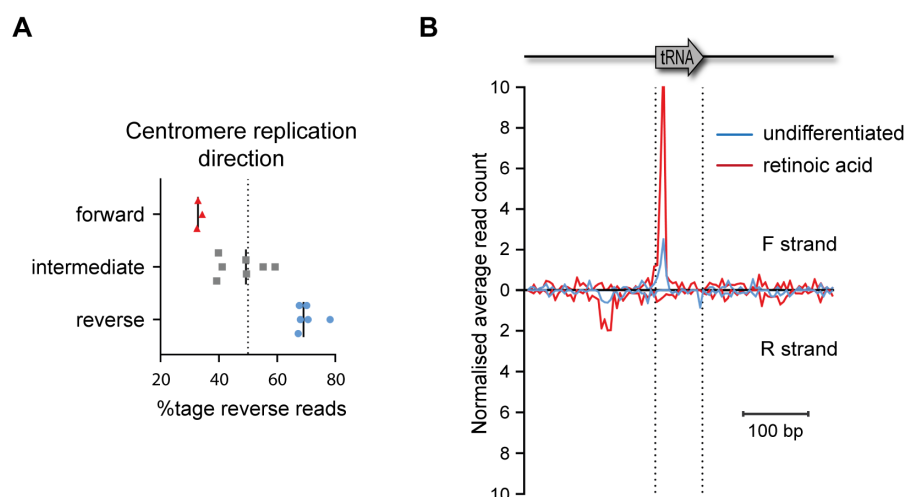 A
Centromere replication
direction
forward
intermediate
reverse
20 40 60 80
%tage reverse reads
B
tRNA
Normalised average read count
10
8
6
4
2
0
2
4
6
8
10
undifferentiated
retinoic acid
F strand
R strand
100 bp